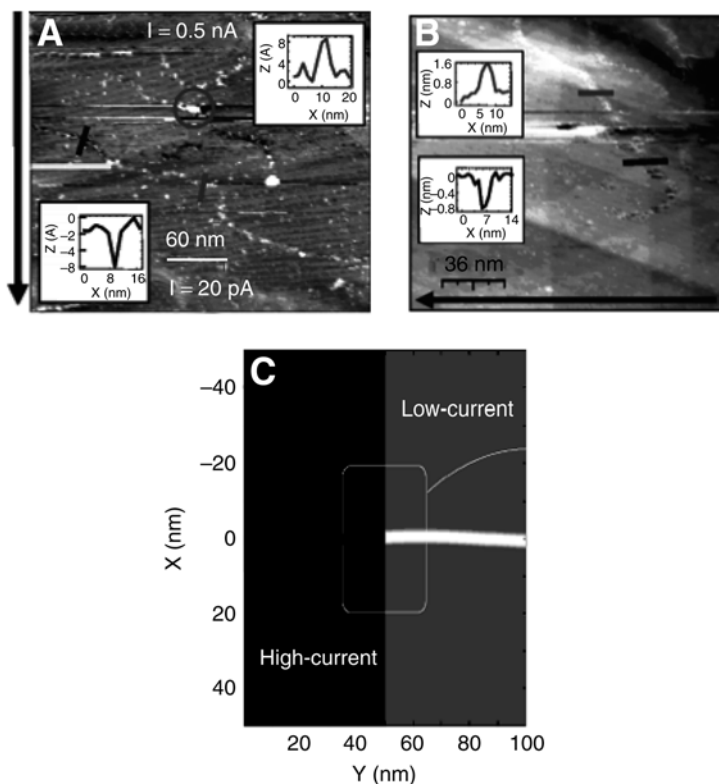 A
I = 0.5 nA
Z (A)
8
4
0
0 10 20
X (nm)
Z (A)
0
−2
−4
−8
0 8 16
X (nm)
60 nm
I = 20 pA
B
Z (nm)
1.6
0.8
0.0
0 5 10
X (nm)
Z (nm)
0.0
−0.4
−0.8
0 7 14
X (nm)
36 nm
C
Low-current
High-current
X (nm)
−40
−20
0
20
40
20 40 60 80 100
Y (nm)